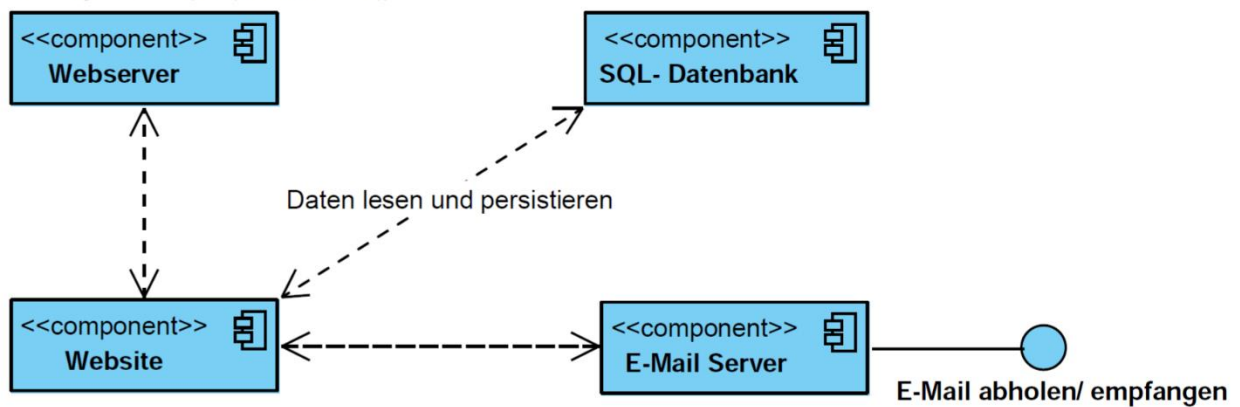 <<component>>
Webserver
<<component>>
SQL- Datenbank
Daten lesen und persistieren
<<component>>
Website
<<component>>
E-Mail Server
E-Mail abholen/ empfangen